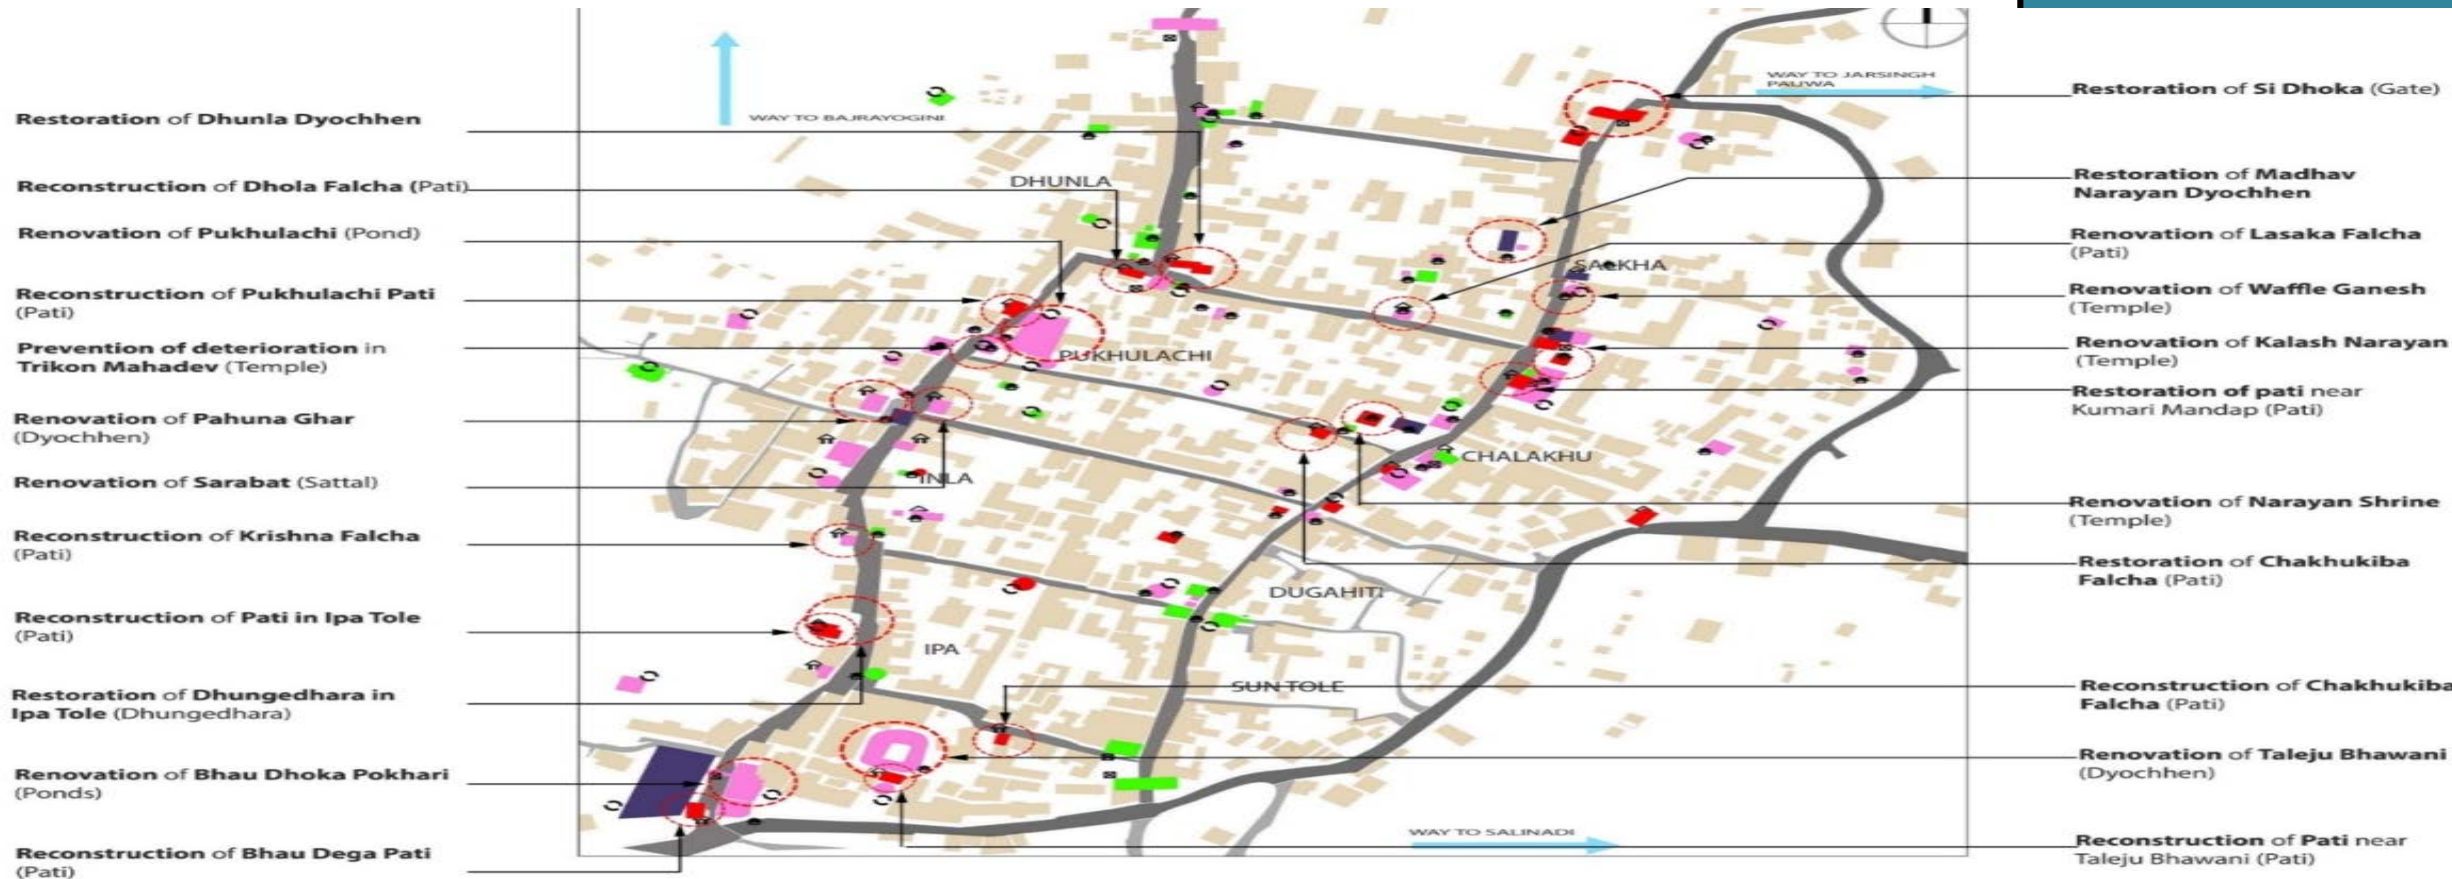 Restoration of Dhunla Dyochhen
Reconstruction of Dhola Falcha (Pati)
Renovation of Pukhulachi (Pond)
Reconstruction of Pukhulachi Pati
(Pati)
Prevention of deterioration in
Trikon Mahadev (Temple)
Renovation of Pahuna Ghar
(Dyochhen)
Renovation of Sarabat (Sattal)
Reconstruction of Krishna Falcha
(Pati)
Reconstruction of Pati in Ipa Tole
(Pati)
Restoration of Dhungedhara in
Ipa Tole (Dhungedhara)
Renovation of Bhau Dhoka Pokhari
(Ponds)
Reconstruction of Bhau Dega Pati
(Pati)
WAY TO BAJRAYOGINI
WAY TO JARSINGH
PAUWA
DHUNLA
SALKHA
PUKHULACHI
CHALAKHU
INLA
DUGAHITI
IPA
SUN TOLE
WAY TO SALINADI
Restoration of Si Dhoka (Gate)
Restoration of Madhav
Narayan Dyochhen
Renovation of Lasaka Falcha
(Pati)
Renovation of Waffle Ganesh
(Temple)
Renovation of Kalash Narayan
(Temple)
Restoration of pati near
Kumari Mandap (Pati)
Renovation of Narayan Shrine
(Temple)
Restoration of Chakhukiba
Falcha (Pati)
Reconstruction of Chakhukiba
Falcha (Pati)
Renovation of Taleju Bhawani
(Dyochhen)
Reconstruction of Pati near
Taleju Bhawani (Pati)